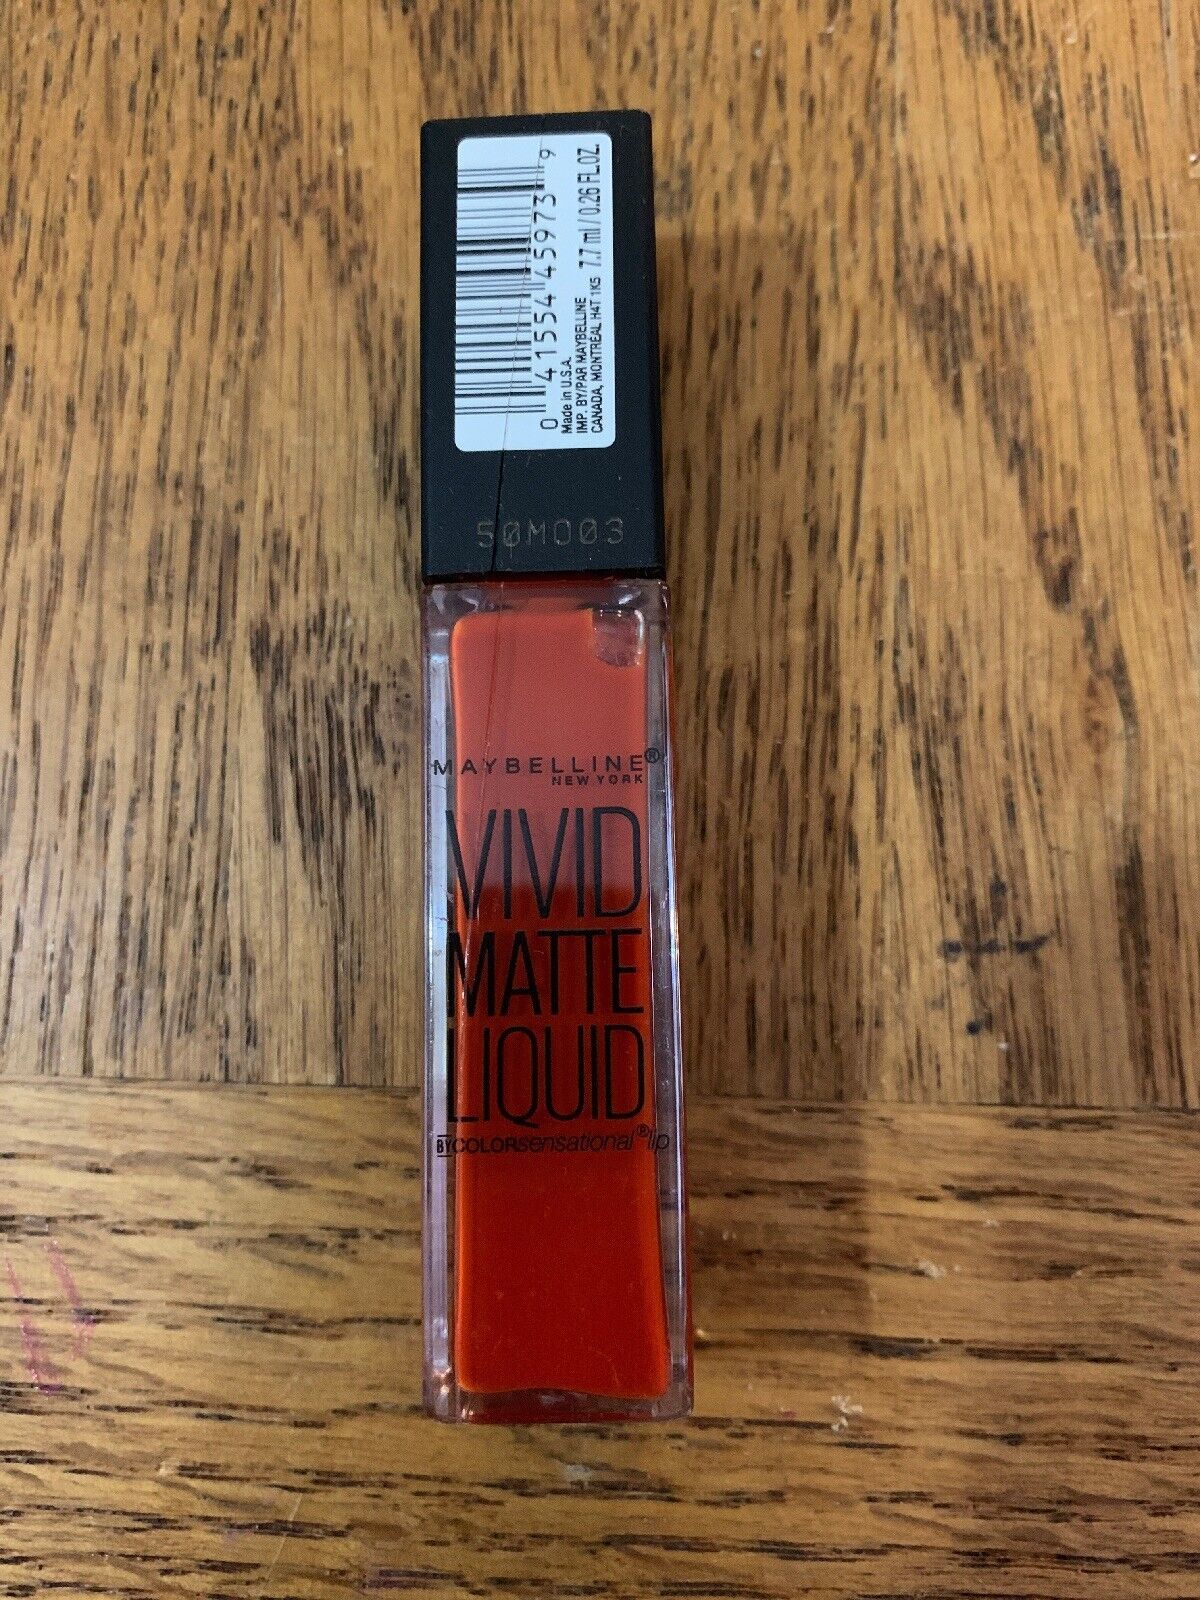 0 41554 45973 9
Made in U.S.A.
IMP. BY/PAR MAYBELLINE
CANADA, MONTRÉAL H4T 1K5
7.7 ml / 0.26 FL.OZ.
50M003
MAYBELLINE®
NEW YORK
VIVID
MATTE
LIQUID
BY COLORsensational® lip